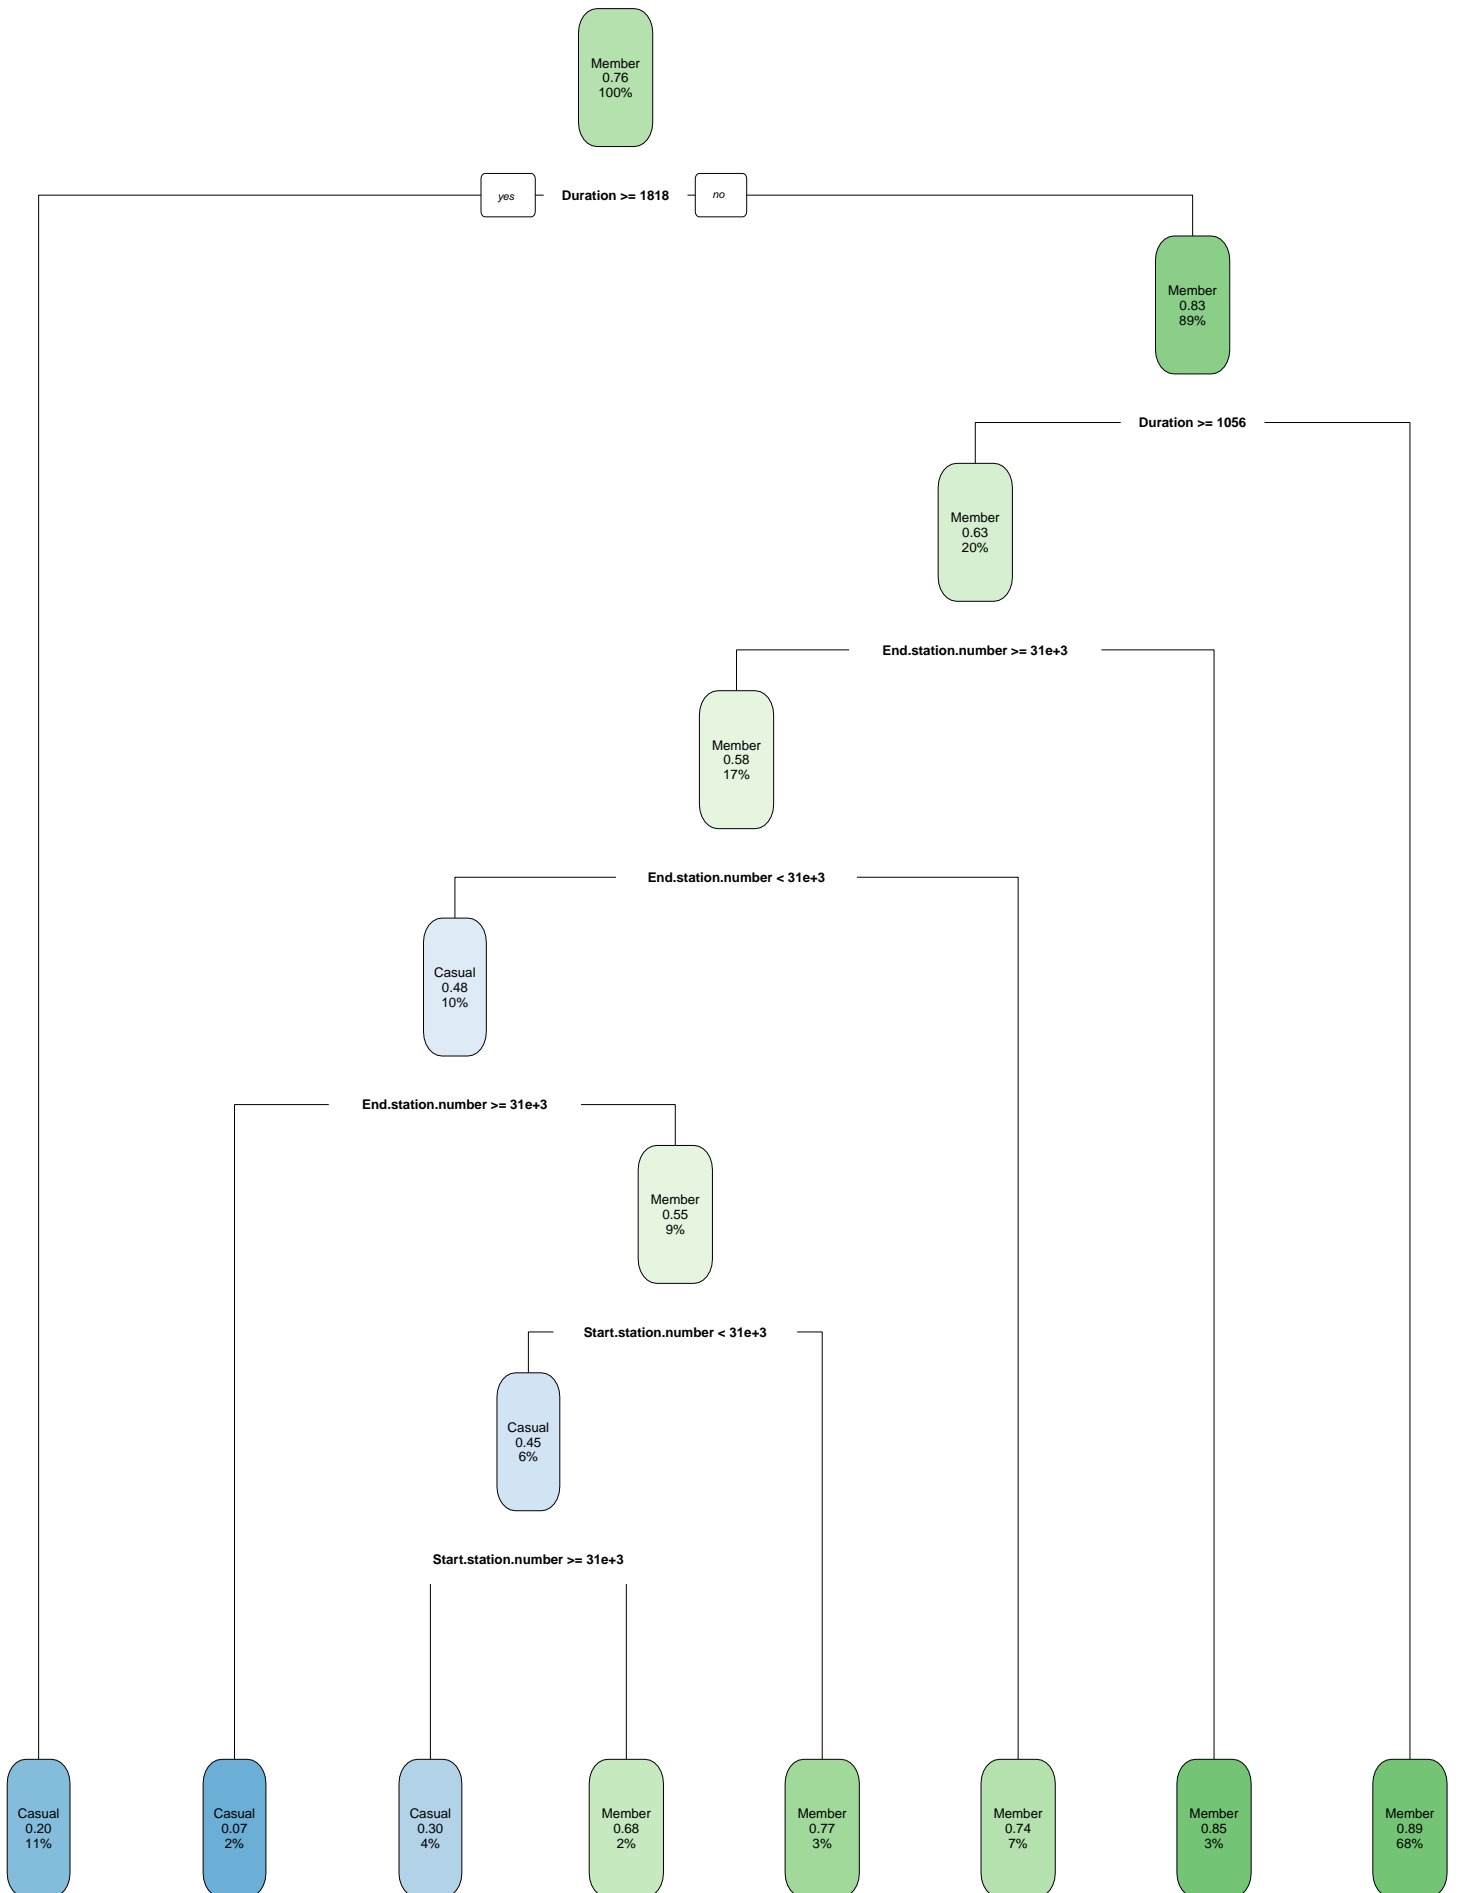 Member
0.76
100%
yes
Duration >= 1818
no
Member
0.83
89%
Duration >= 1056
Member
0.63
20%
End.station.number >= 31e+3
Member
0.58
17%
End.station.number < 31e+3
Casual
0.48
10%
End.station.number >= 31e+3
Member
0.55
9%
Start.station.number < 31e+3
Casual
0.45
6%
Start.station.number >= 31e+3
Casual
0.20
11%
Casual
0.07
2%
Casual
0.30
4%
Member
0.68
2%
Member
0.77
3%
Member
0.74
7%
Member
0.85
3%
Member
0.89
68%